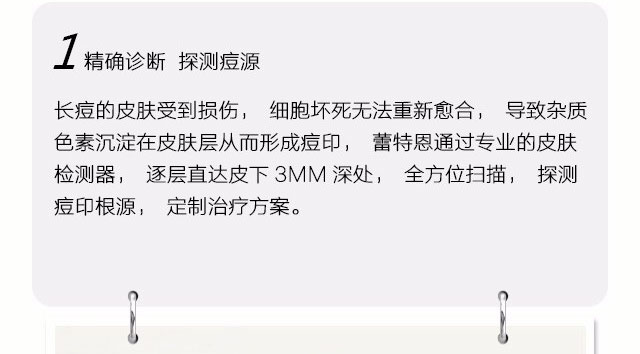 1 精确诊断 探测痘源
长痘的皮肤受到损伤， 细胞坏死无法重新愈合， 导致杂质
色素沉淀在皮肤层从而形成痘印， 蕾特恩通过专业的皮肤
检测器， 逐层直达皮下 3MM 深处， 全方位扫描， 探测
痘印根源， 定制治疗方案。